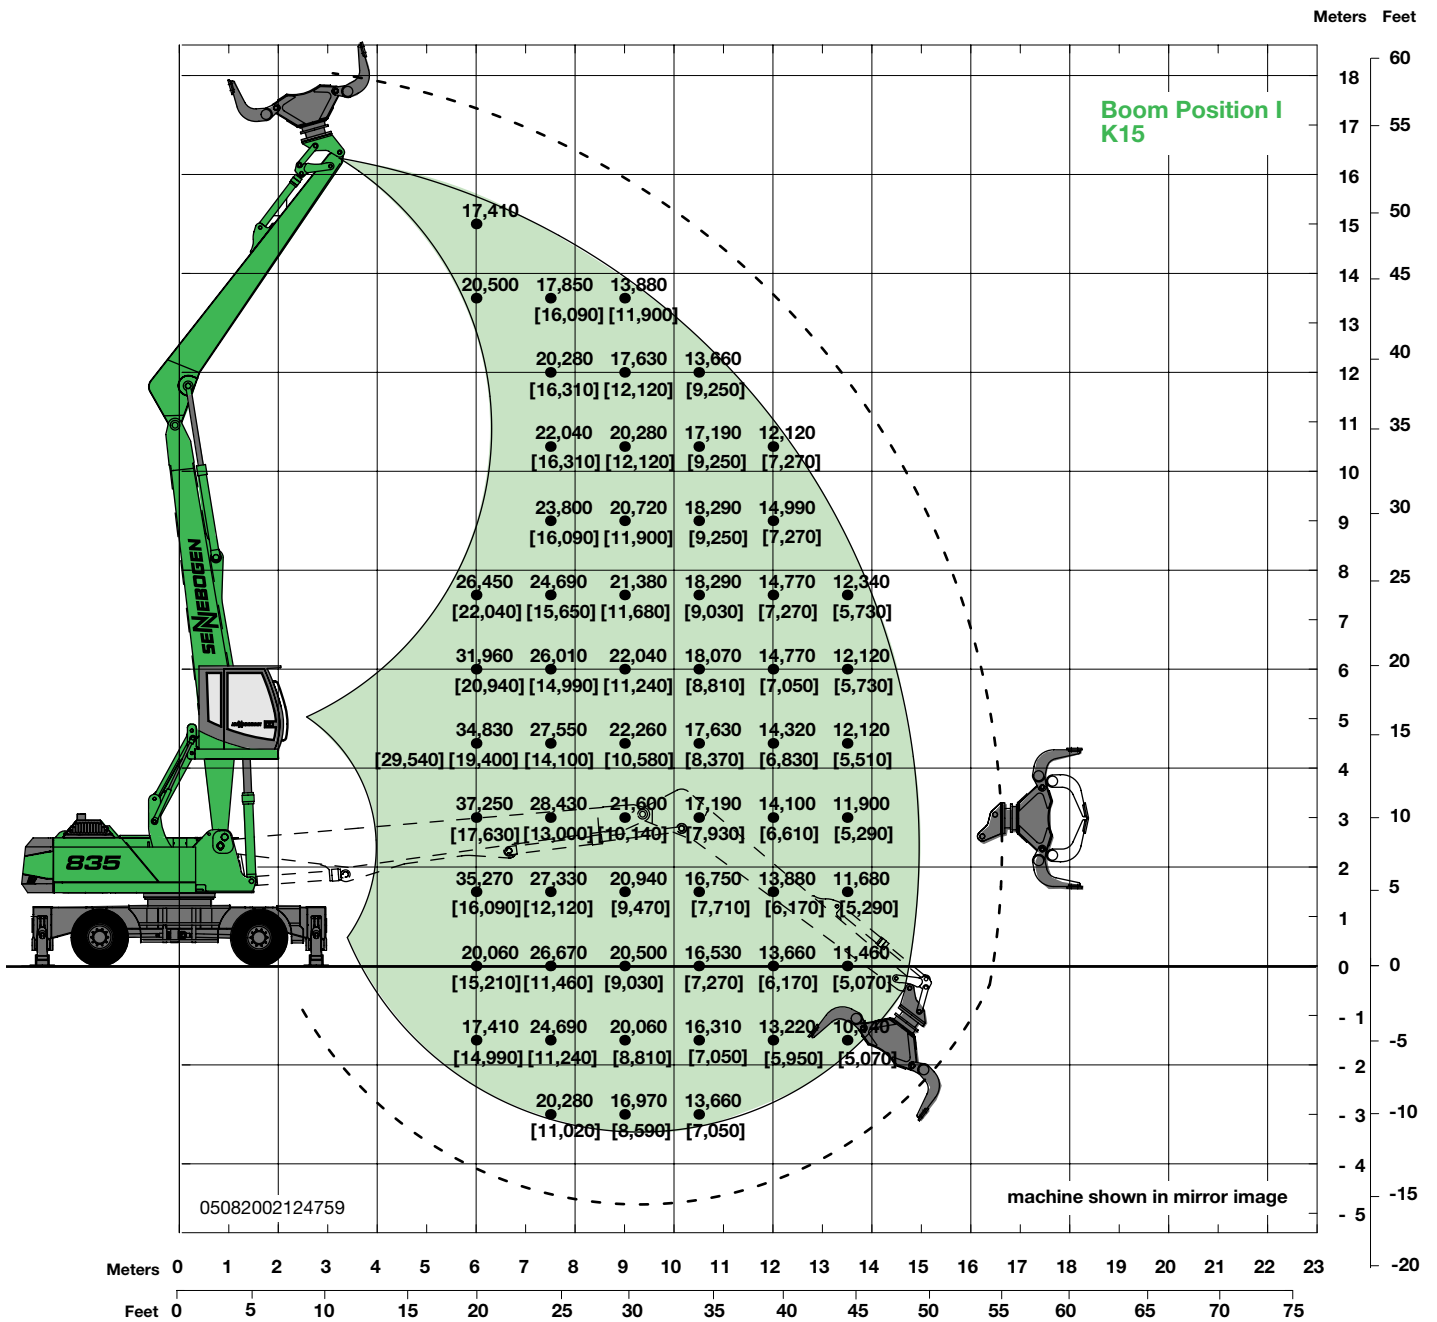 Meters Feet
Boom Position I
K15
60
18
17 55
16
50
15
14 45
13
12 40
11 35
10
9 30
8 25
7
6 20
5 15
4
3 10
2 5
1
0 0
- 1 -5
- 2
- 3 -10
- 4
-15
- 5
-20
17,410
20,500 17,850 13,880
[16,090] [11,900]
20,280 17,630 13,660
[16,310] [12,120] [9,250]
22,040 20,280 17,190 12,120
[16,310] [12,120] [9,250] [7,270]
23,800 20,720 18,290 14,990
[16,090] [11,900] [9,250] [7,270]
26,450 24,690 21,380 18,290 14,770 12,340
[22,040] [15,650] [11,680] [9,030] [7,270] [5,730]
31,960 26,010 22,040 18,070 14,770 12,120
[20,940] [14,990] [11,240] [8,810] [7,050] [5,730]
34,830 27,550 22,260 17,630 14,320 12,120
[29,540] [19,400] [14,100] [10,580] [8,370] [6,830] [5,510]
37,250 28,430 21,600 17,190 14,100 11,900
[17,630] [13,000] [10,140] [7,930] [6,610] [5,290]
35,270 27,330 20,940 16,750 13,880 11,680
[16,090] [12,120] [9,470] [7,710] [6,170] [5,290]
20,060 26,670 20,500 16,530 13,660 11,460
[15,210] [11,460] [9,030] [7,270] [6,170] [5,070]
17,410 24,690 20,060 16,310 13,220
[14,990] [11,240] [8,810] [7,050] [5,950] [5,070]
20,280 16,970 13,660
[11,020] [8,590] [7,050]
SENNEBOGEN
835
05082002124759
machine shown in mirror image
Meters 0 1 2 3 4 5 6 7 8 9 10 11 12 13 14 15 16 17 18 19 20 21 22 23
Feet 0 5 10 15 20 25 30 35 40 45 50 55 60 65 70 75